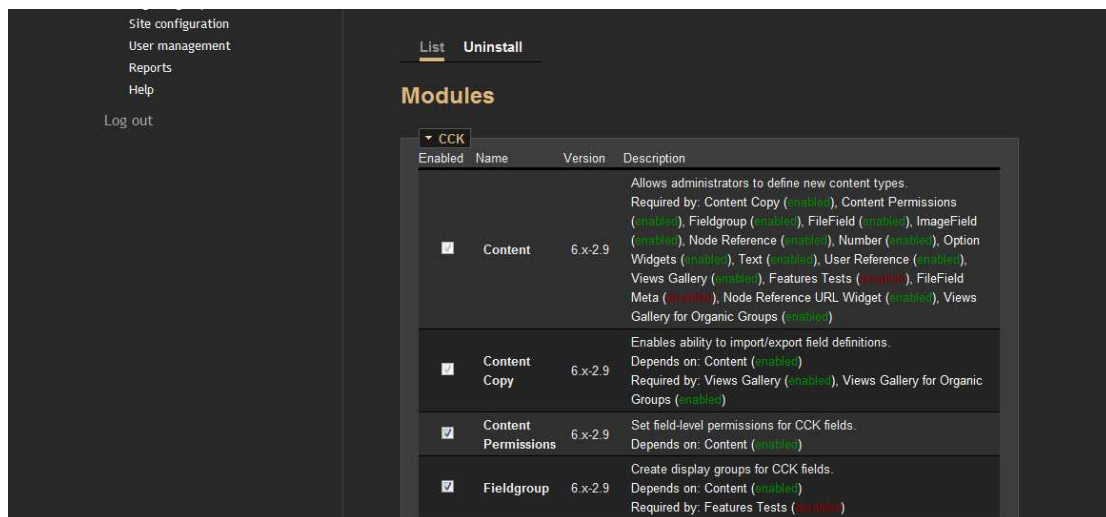 Site configuration
User management
Reports
Help
Log out
List Uninstall
Modules
CCK
Enabled Name Version Description
Content 6.x-2.9
Allows administrators to define new content types.
Required by: Content Copy (enabled), Content Permissions
(enabled), Fieldgroup (enabled), FileField (enabled), ImageField
(enabled), Node Reference (enabled), Number (enabled), Option
Widgets (enabled), Text (enabled), User Reference (enabled),
Views Gallery (enabled), Features Tests (disabled), FileField
Meta (disabled), Node Reference URL Widget (enabled), Views
Gallery for Organic Groups (enabled)
Content
Copy
6.x-2.9
Enables ability to import/export field definitions.
Depends on: Content (enabled)
Required by: Views Gallery (enabled), Views Gallery for Organic
Groups (enabled)
Content
Permissions
6.x-2.9
Set field-level permissions for CCK fields.
Depends on: Content (enabled)
Fieldgroup 6.x-2.9
Create display groups for CCK fields.
Depends on: Content (enabled)
Required by: Features Tests (disabled)